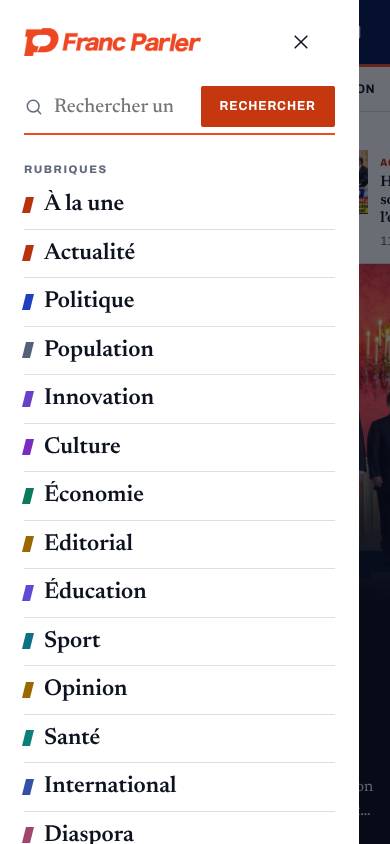 Franc Parler
Rechercher un
RECHERCHER
RUBRIQUES
À la une
Actualité
Politique
Population
Innovation
Culture
Économie
Editorial
Éducation
Sport
Opinion
Santé
International
Diaspora